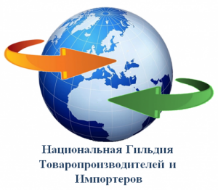 Национальная Гильдия
Товаропроизводителей и
Импортеров